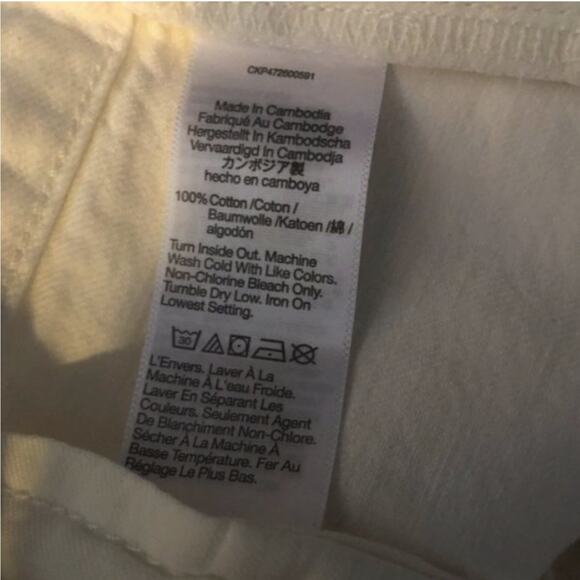 CKP472600591
Made In Cambodia
Fabriqué Au Cambodge
Hergestellt In Kambodscha
Vervaardigd In Cambodja
カンボジア製
hecho en camboya
100% Cotton /Coton /
Baumwolle /Katoen /綿 /
algodón
Turn Inside Out. Machine
Wash Cold With Like Colors.
Non-Chlorine Bleach Only.
Tumble Dry Low. Iron On
Lowest Setting.
30
L'Envers. Laver À La
Machine À L'eau Froide.
Laver En Séparant Les
Couleurs. Seulement Agent
De Blanchiment Non-Chlore.
Sécher À La Machine À
Basse Température. Fer Au
Réglage Le Plus Bas.